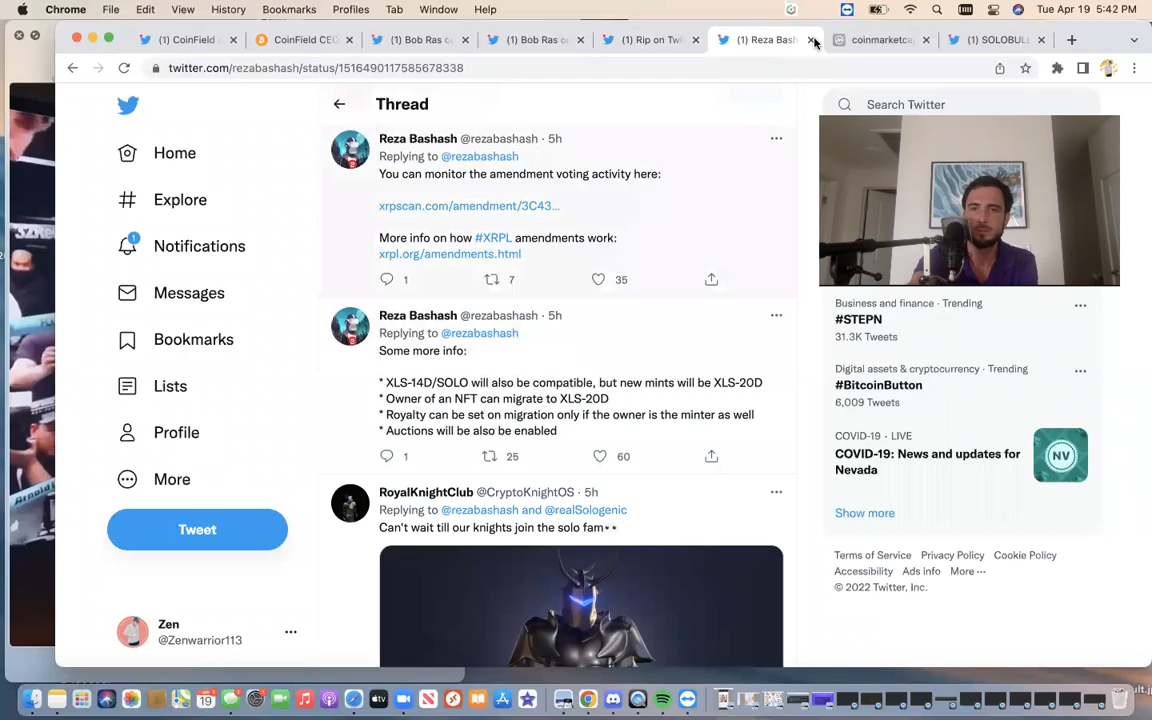 Chrome File Edit View History Bookmarks Profiles Tab Window Help Tue Apr 19 5:42 PM
(1) CoinField CoinField CEO (1) Bob Ras (1) Bob Ras (1) Rip on Twi (1) Reza Bash coinmarketca (1) SOLOBUL
twitter.com/rezabashash/status/1516490117585678338
Home
Explore
1
Notifications
Messages
Bookmarks
Lists
Profile
More
Tweet
Zen
@Zenwarrior113
Thread
Reza Bashash @rezabashash · 5h
Replying to @rezabashash
You can monitor the amendment voting activity here:
xrpscan.com/amendment/3C43...
More info on how #XRPL amendments work:
xrpl.org/amendments.html
1 7 35
Reza Bashash @rezabashash · 5h
Replying to @rezabashash
Some more info:
* XLS-14D/SOLO will also be compatible, but new mints will be XLS-20D
* Owner of an NFT can migrate to XLS-20D
* Royalty can be set on migration only if the owner is the minter as well
* Auctions will be also be enabled
1 25 60
RoyalKnightClub @CryptoKnightOS · 5h
Replying to @rezabashash and @realSologenic
Can't wait till our knights join the solo fam
Search Twitter
Business and finance · Trending
#STEPN
31.3K Tweets
Digital assets & cryptocurrency · Trending
#BitcoinButton
6,009 Tweets
COVID-19 · LIVE
COVID-19: News and updates for
Nevada
NV
Show more
Terms of Service Privacy Policy Cookie Policy
Accessibility Ads info More ...
© 2022 Twitter, Inc.